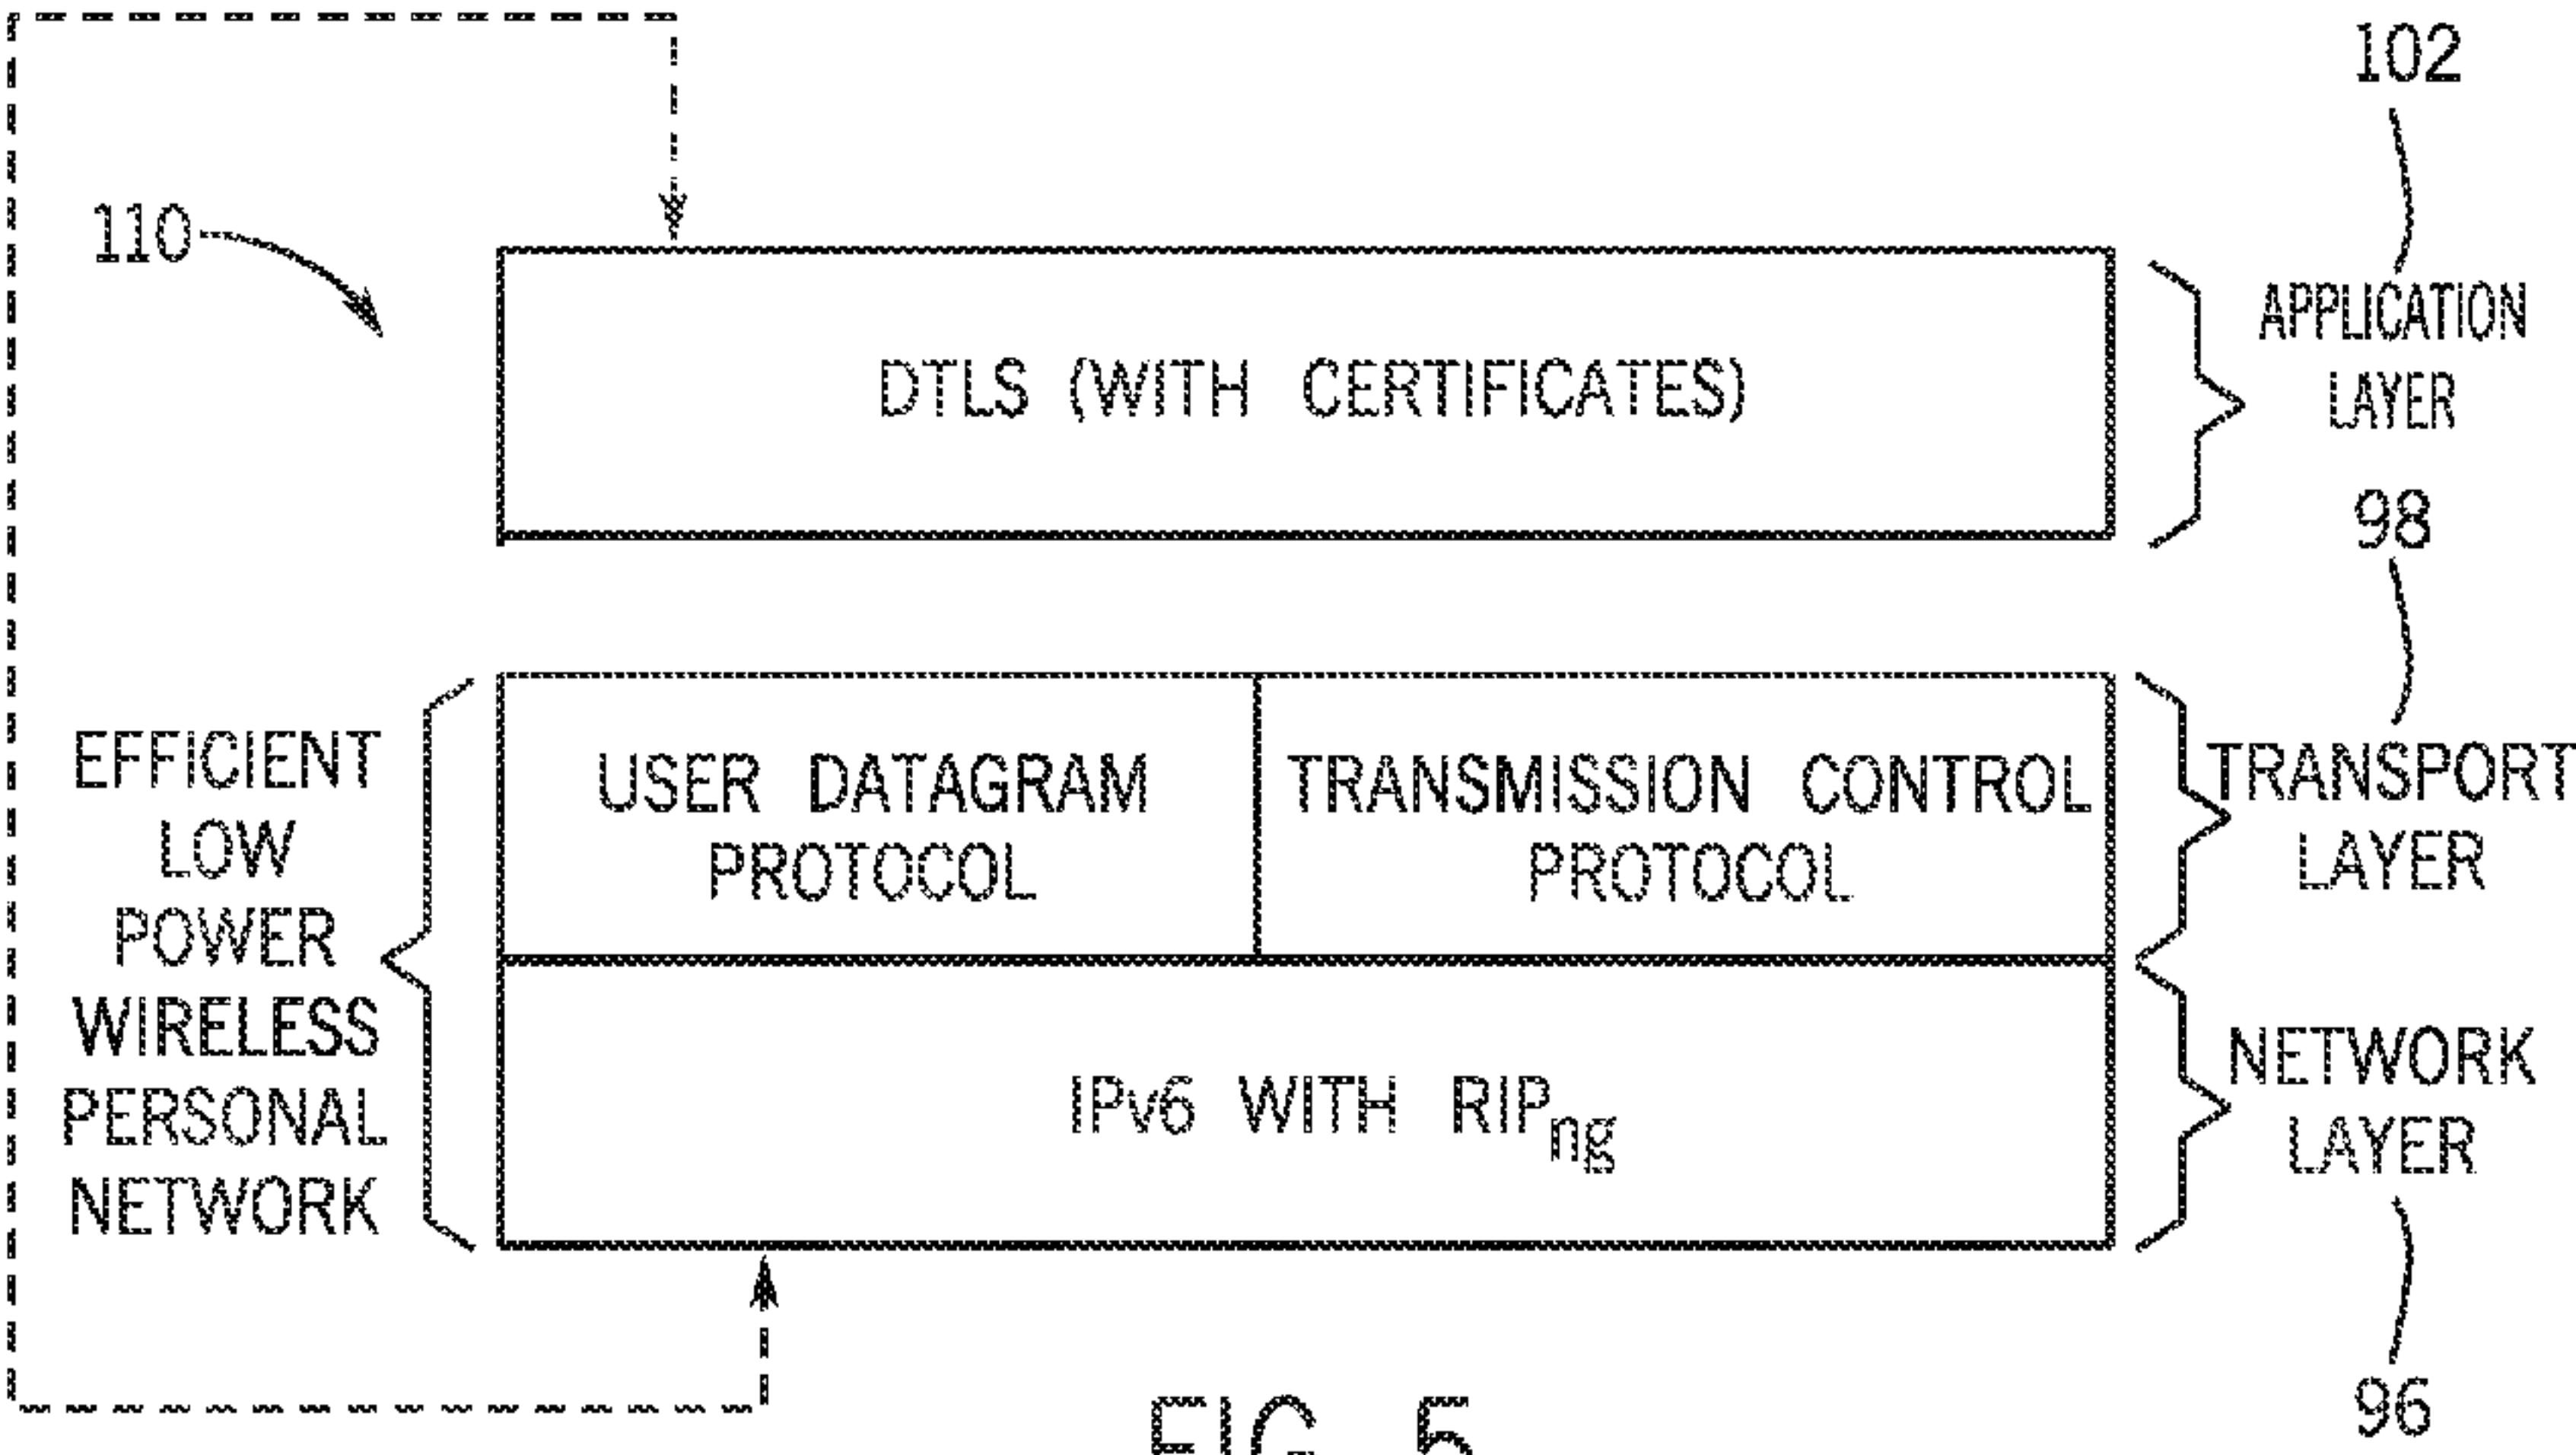 102
110
APPLICATION
LAYER
DTLS (WITH CERTIFICATES)
98
EFFICIENT
LOW
POWER
WIRELESS
PERSONAL
NETWORK
USER DATAGRAM
PROTOCOL
TRANSMISSION CONTROL
PROTOCOL
TRANSPORT
LAYER
IPv6 WITH RIPng
NETWORK
LAYER
96
FIG. 5